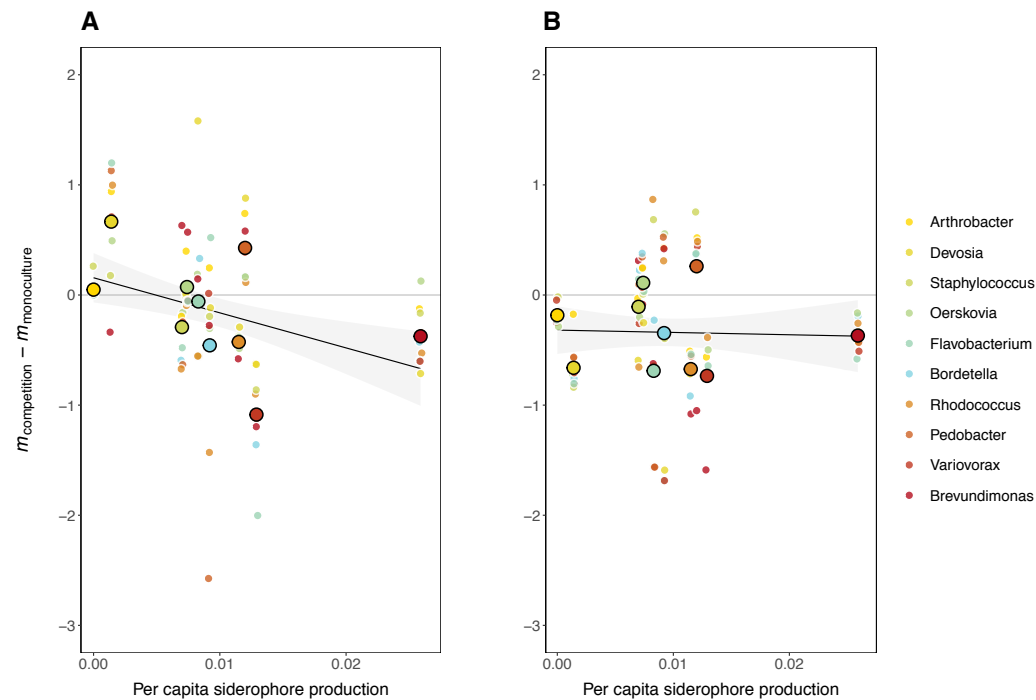 A
B
2
1
0
−1
−2
−3
2
1
0
−1
−2
−3
m competition − m monoculture
0.00
0.01
0.02
0.00
0.01
0.02
Per capita siderophore production
Per capita siderophore production
Arthrobacter
Devosia
Staphylococcus
Oerskovia
Flavobacterium
Bordetella
Rhodococcus
Pedobacter
Variovorax
Brevundimonas